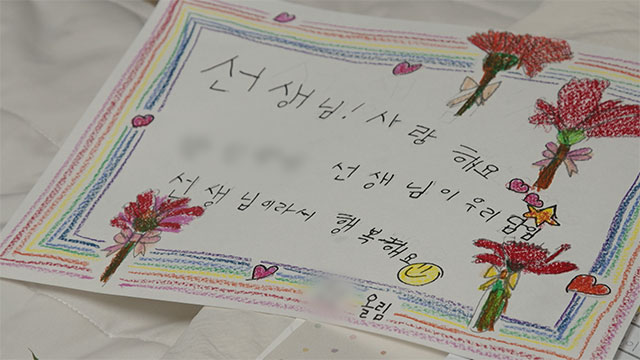 선생님! 사랑해요
선생님이 우리 담임
선생님이라서 행복해요
올림